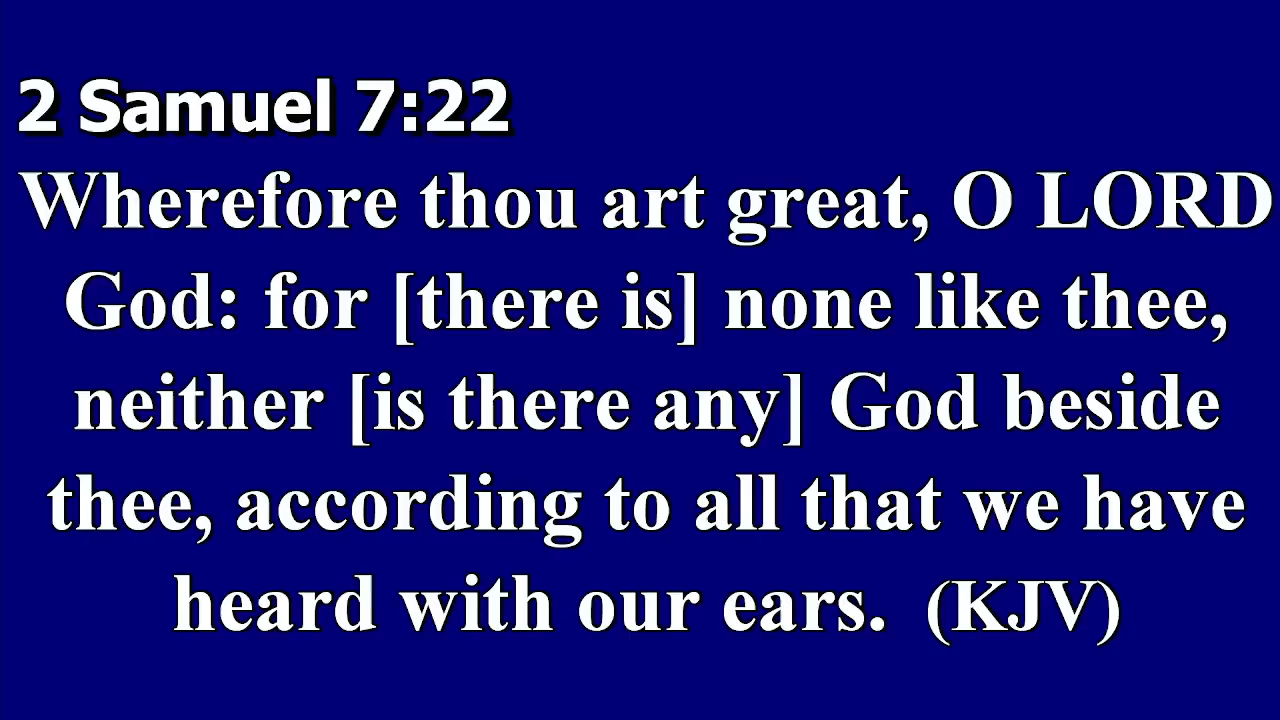 2 Samuel 7:22
Wherefore thou art great, O LORD
God: for [there is] none like thee,
neither [is there any] God beside
thee, according to all that we have
heard with our ears.  (KJV)